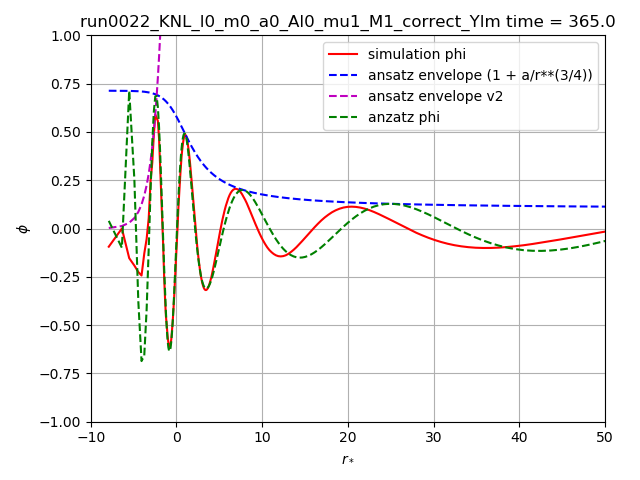 run0022_KNL_l0_m0_a0_Al0_mu1_M1_correct_Ylm time = 365.0
simulation phi
ansatz envelope (1 + a/r**(3/4))
ansatz envelope v2
anzatz phi
1.00
0.75
0.50
0.25
0.00
−0.25
−0.50
−0.75
−1.00
ϕ
−10
0
10
20
30
40
50
r*